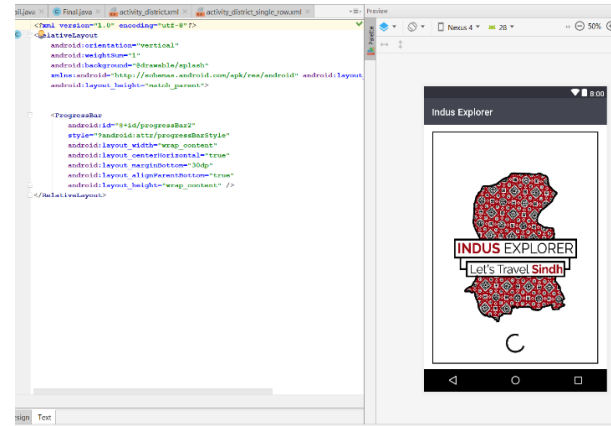 ail.java Final.java activity_district.xml activity_district_single_row.xml
<?xml version="1.0" encoding="utf-8"?>
<RelativeLayout
android:orientation="vertical"
android:weightSum="1"
android:background="@drawable/splash"
xmlns:android="http://schemas.android.com/apk/res/android" android:layout
android:layout_height="match_parent">
<ProgressBar
android:id="@+id/progressBar2"
style="?android:attr/progressBarStyle"
android:layout_width="wrap_content"
android:layout_centerHorizontal="true"
android:layout_marginBottom="30dp"
android:layout_alignParentBottom="true"
android:layout_height="wrap_content" />
</RelativeLayout>
esign Text
Preview
Palette
Nexus 4 28 50%
8:00
Indus Explorer
INDUS EXPLORER
Let's Travel Sindh